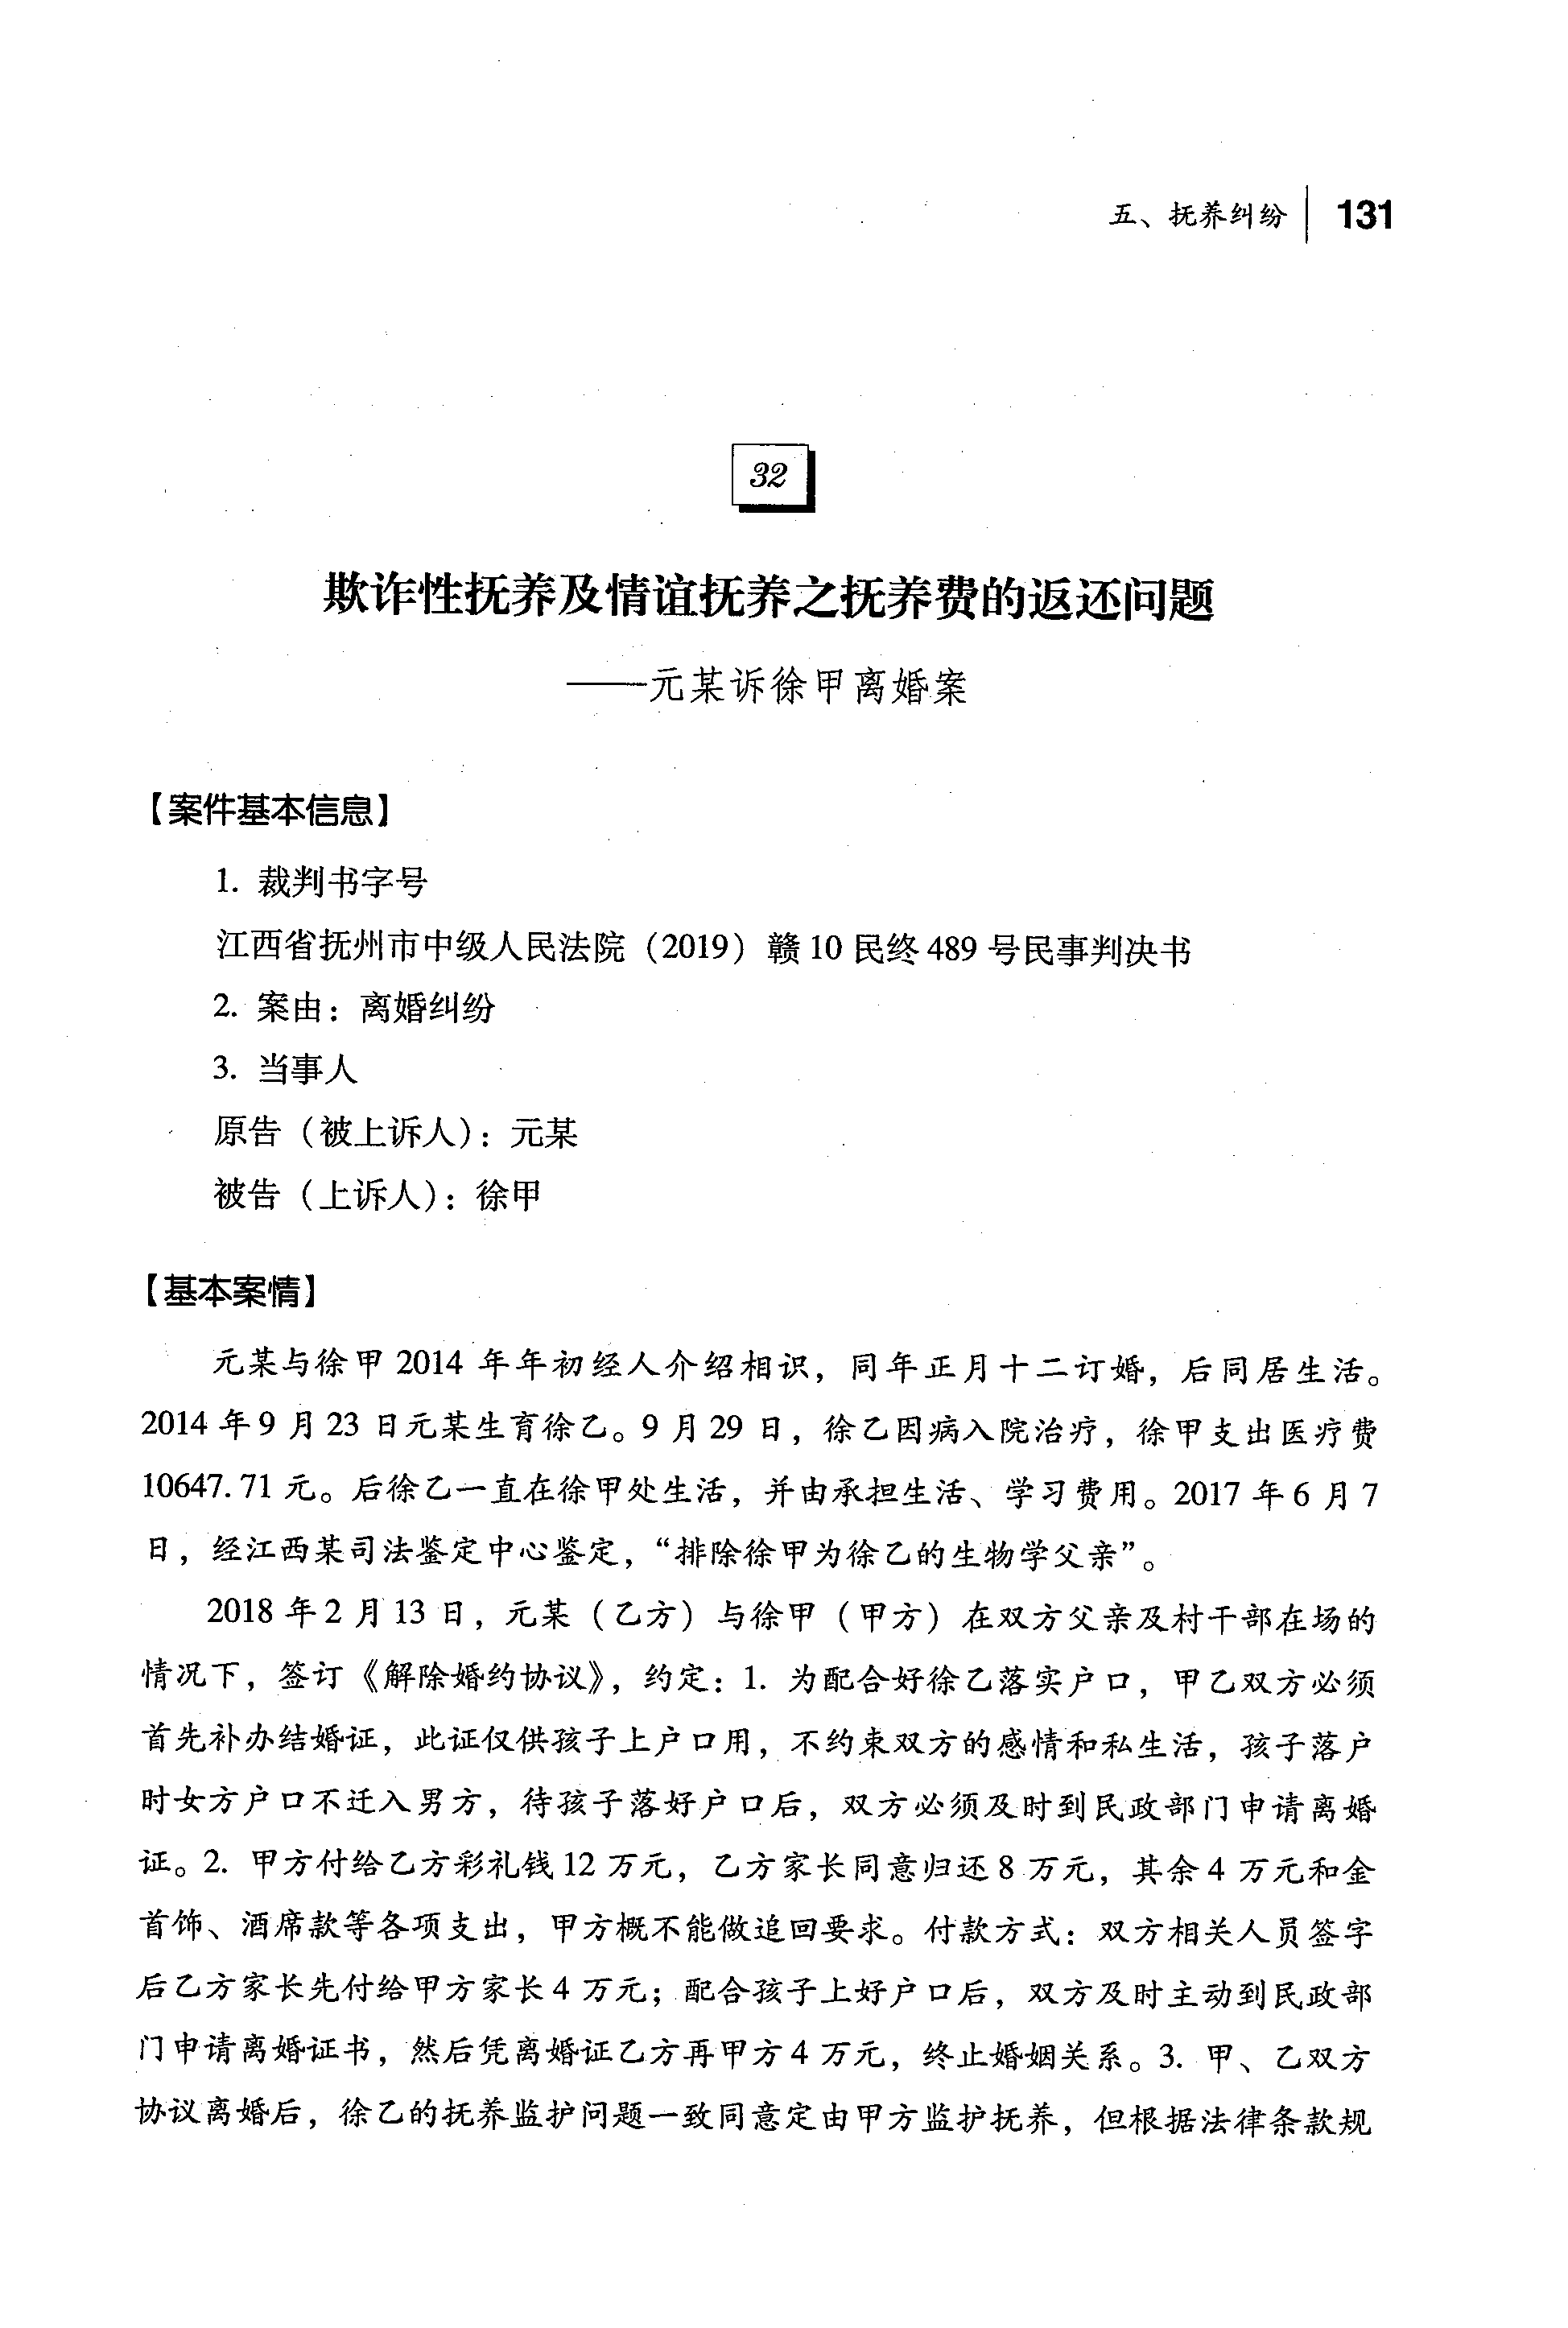 五、抚养纠纷 131
32
欺诈性抚养及情谊抚养之抚养费的返还问题
——元某诉徐甲离婚案
【案件基本信息】
1. 裁判书字号
江西省抚州市中级人民法院（2019）赣10民终489号民事判决书
2. 案由：离婚纠纷
3. 当事人
原告（被上诉人）：元某
被告（上诉人）：徐甲
【基本案情】
元某与徐甲2014年年初经人介绍相识，同年正月十二订婚，后同居生活。
2014年9月23日元某生育徐乙。9月29日，徐乙因病入院治疗，徐甲支出医疗费
10647.71元。后徐乙一直在徐甲处生活，并由承担生活、学习费用。2017年6月7
日，经江西某司法鉴定中心鉴定，“排除徐甲为徐乙的生物学父亲”。
2018年2月13日，元某（乙方）与徐甲（甲方）在双方父亲及村干部在场的
情况下，签订《解除婚约协议》，约定：1. 为配合好徐乙落实户口，甲乙双方必须
首先补办结婚证，此证仅供孩子上户口用，不约束双方的感情和私生活，孩子落户
时女方户口不迁入男方，待孩子落好户口后，双方必须及时到民政部门申请离婚
证。2. 甲方付给乙方彩礼钱12万元，乙方家长同意归还8万元，其余4万元和金
首饰、酒席款等各项支出，甲方概不能做追回要求。付款方式：双方相关人员签字
后乙方家长先付给甲方家长4万元；配合孩子上好户口后，双方及时主动到民政部
门申请离婚证书，然后凭离婚证乙方再甲方4万元，终止婚姻关系。3. 甲、乙双方
协议离婚后，徐乙的抚养监护问题一致同意定由甲方监护抚养，但根据法律条款规